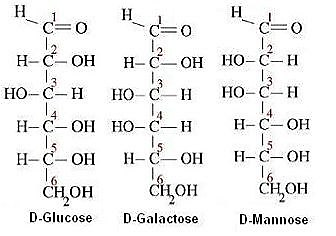 H H H
1 1 1
C=O C=O C=O
2 2 2
H–C–OH H–C–OH HO–C–H
3 3 3
HO–C–H HO–C–H HO–C–H
4 4 4
H–C–OH HO–C–H H–C–OH
5 5 5
H–C–OH H–C–OH H–C–OH
6 6 6
CH2OH CH2OH CH2OH
D-Glucose D-Galactose D-Mannose